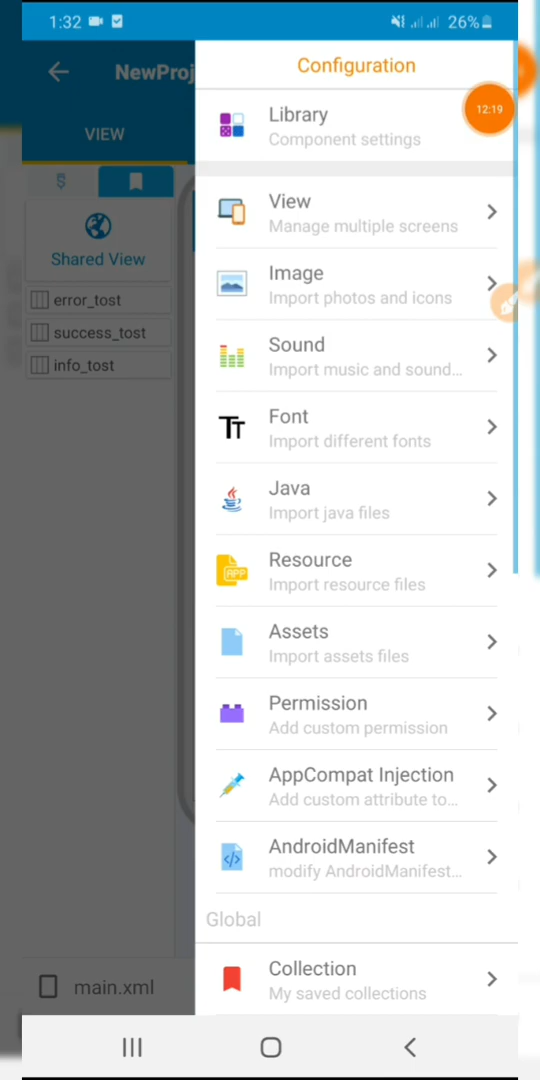 1:32
26%
NewProj
Configuration
12:19
VIEW
Library
Component settings
Shared View
error_tost
success_tost
info_tost
View
Manage multiple screens
Image
Import photos and icons
Sound
Import music and sound...
Font
Import different fonts
Java
Import java files
APP
Resource
Import resource files
Assets
Import assets files
Permission
Add custom permission
AppCompat Injection
Add custom attribute to...
AndroidManifest
modify AndroidManifest...
Global
Collection
My saved collections
main.xml